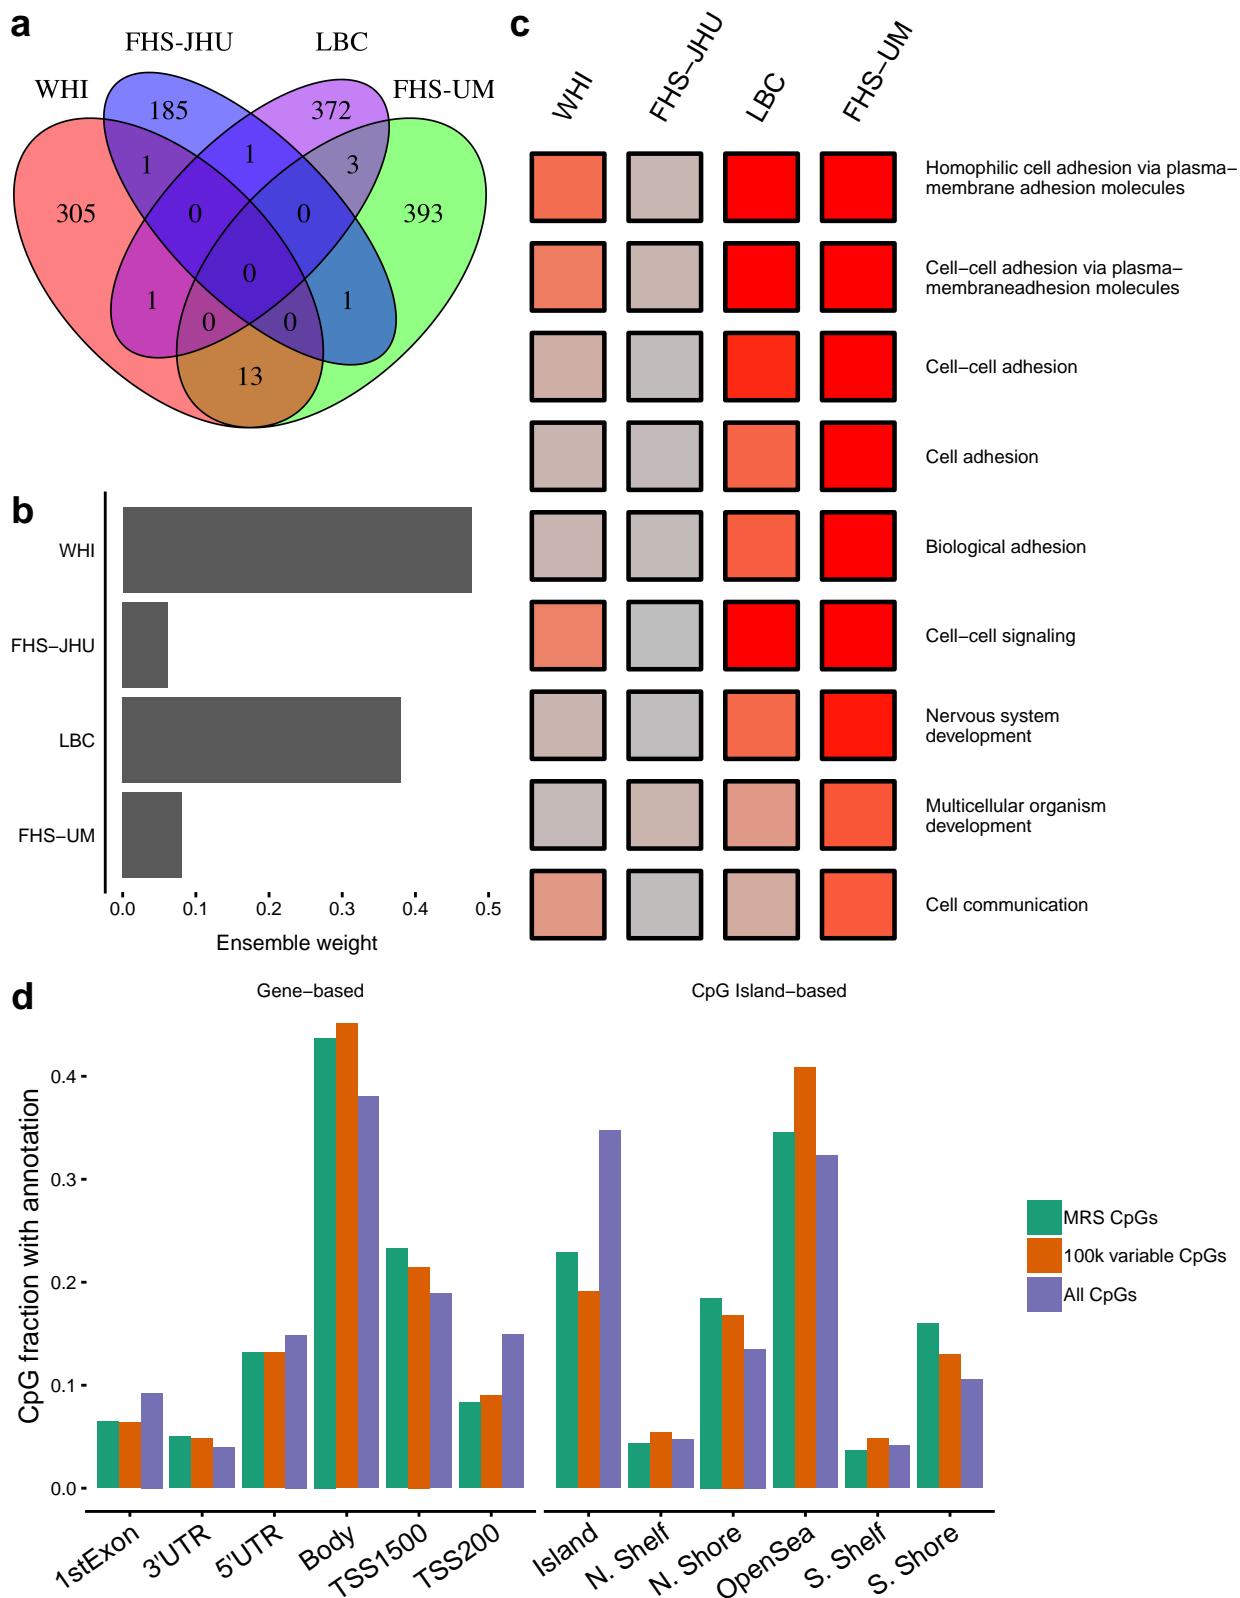 a
FHS-JHU
LBC
WHI
FHS-UM
185
372
1
1
3
305
0
0
393
0
1
0
0
1
13
b
WHI
FHS−JHU
LBC
FHS−UM
0.0
0.1
0.2
0.3
0.4
0.5
Ensemble weight
c
WHI
FHS−JHU
LBC
FHS−UM
Homophilic cell adhesion via plasma−
membrane adhesion molecules
Cell−cell adhesion via plasma−
membraneadhesion molecules
Cell−cell adhesion
Cell adhesion
Biological adhesion
Cell−cell signaling
Nervous system
development
Multicellular organism
development
Cell communication
d
Gene−based
CpG Island−based
CpG fraction with annotation
0.4
0.3
0.2
0.1
0.0
1stExon
3'UTR
5'UTR
Body
TSS1500
TSS200
Island
N. Shelf
N. Shore
OpenSea
S. Shelf
S. Shore
MRS CpGs
100k variable CpGs
All CpGs